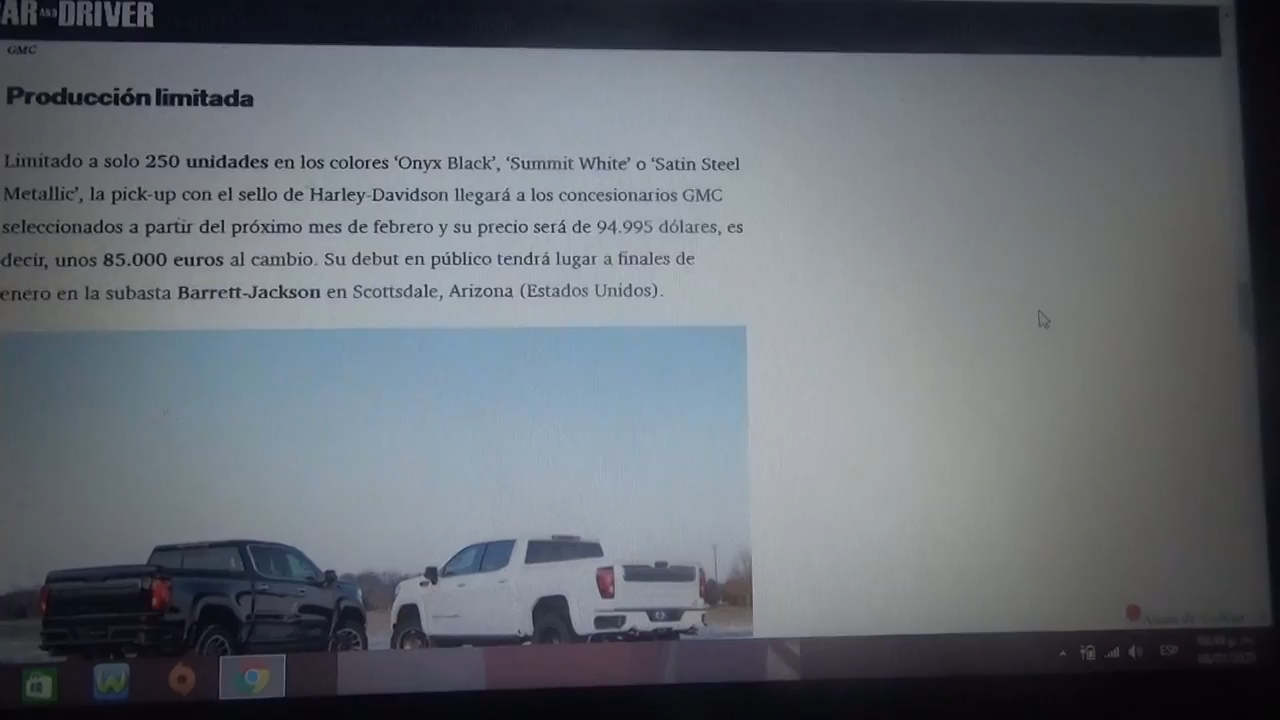 AR AND DRIVER
GMC
Producción limitada
Limitado a solo 250 unidades en los colores ‘Onyx Black’, ‘Summit White’ o ‘Satin Steel
Metallic’, la pick-up con el sello de Harley-Davidson llegará a los concesionarios GMC
seleccionados a partir del próximo mes de febrero y su precio será de 94.995 dólares, es
decir, unos 85.000 euros al cambio. Su debut en público tendrá lugar a finales de
enero en la subasta Barrett-Jackson en Scottsdale, Arizona (Estados Unidos).
ESP